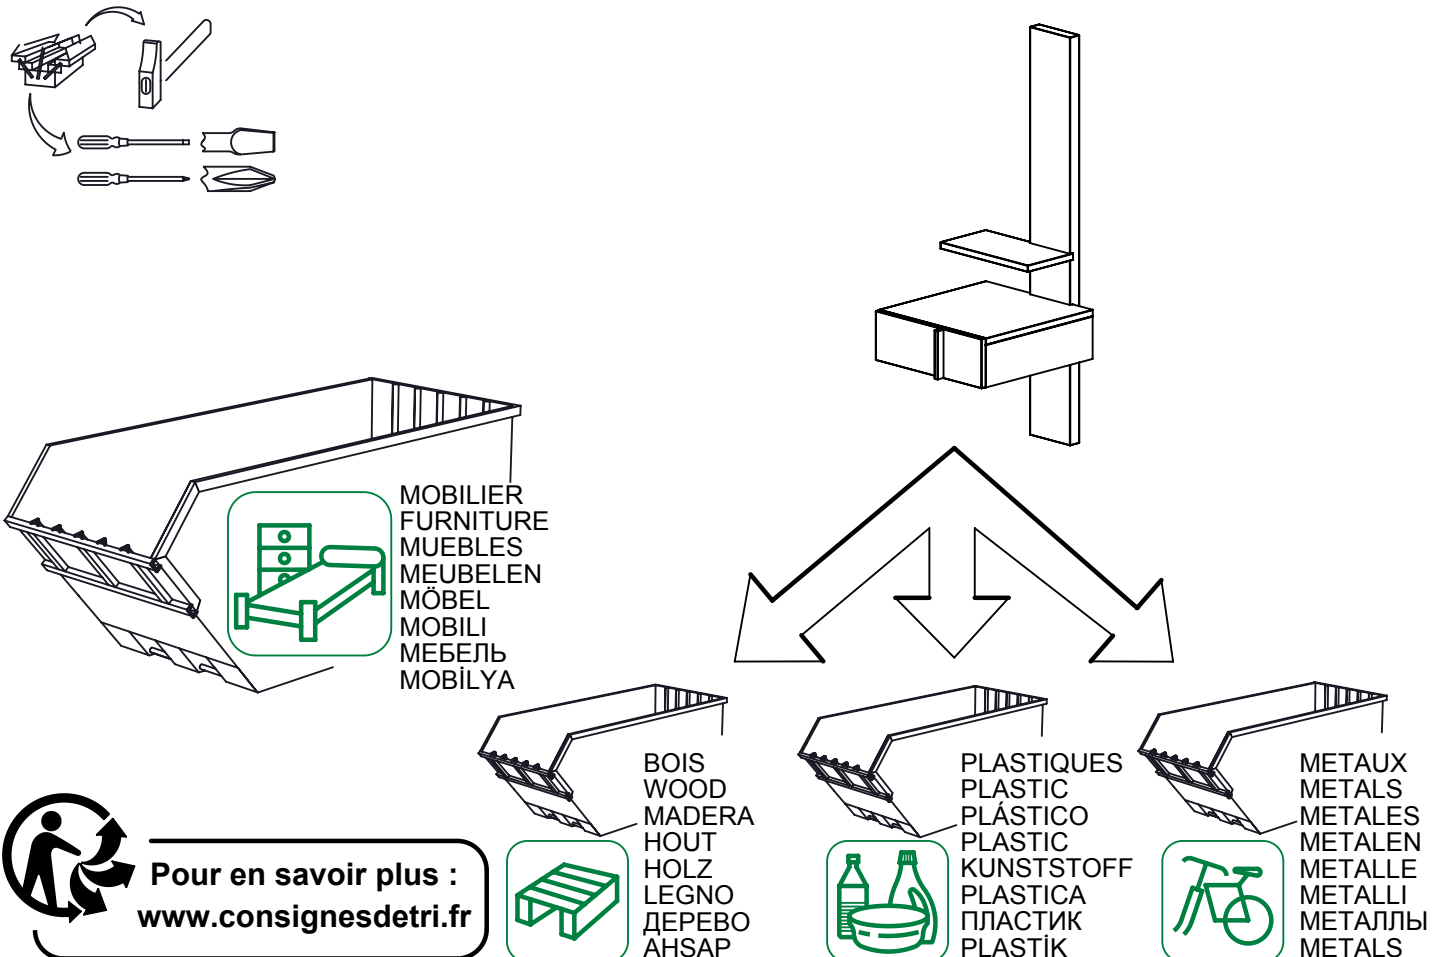 MOBILIER
FURNITURE
MUEBLES
MEUBELEN
MÖBEL
MOBILI
МЕБЕЛЬ
MOBİLYA
BOIS
WOOD
MADERA
HOUT
HOLZ
LEGNO
ДЕРЕВО
AHSAP
PLASTIQUES
PLASTIC
PLÁSTICO
PLASTIC
KUNSTSTOFF
PLASTICA
ПЛАСТИК
PLASTİK
METAUX
METALS
METALES
METALEN
METALLE
METALLI
МЕТАЛЛЫ
METALS
Pour en savoir plus :
www.consignesdetri.fr